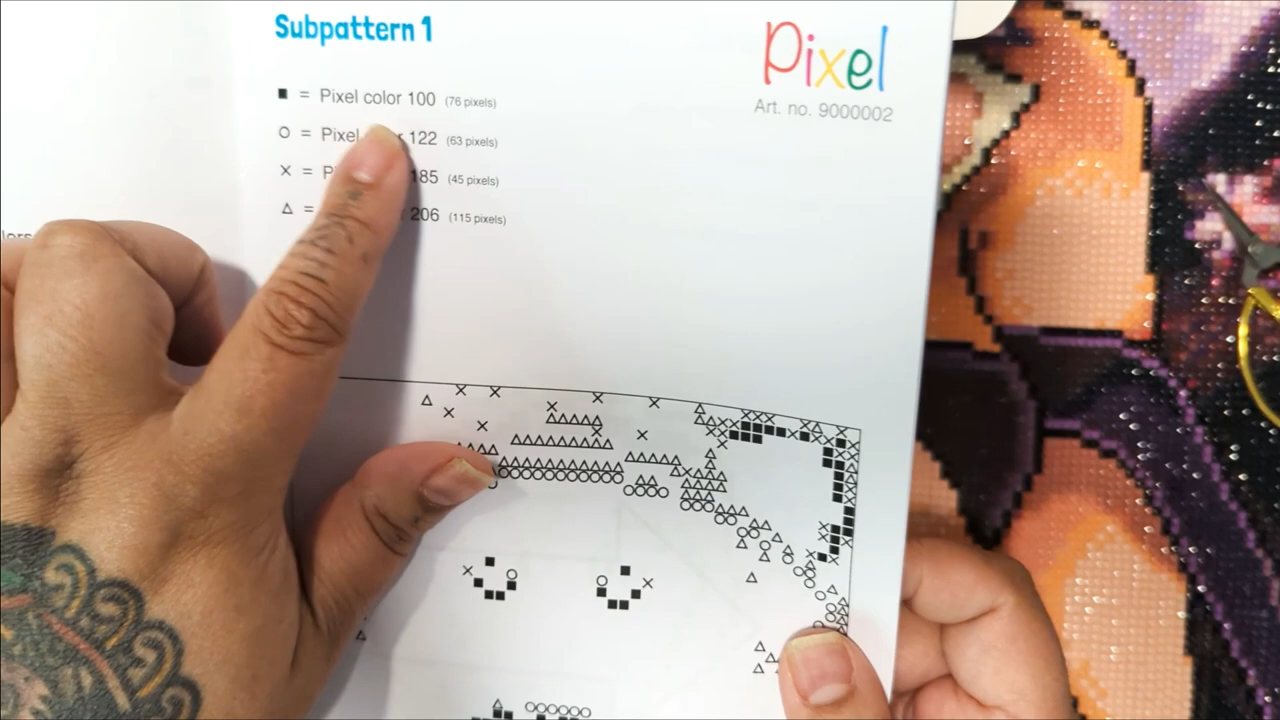 Subpattern 1
Pixel
Art. no. 9000002
■ = Pixel color 100 (76 pixels)
O = Pixel 122 (63 pixels)
X = 185 (45 pixels)
△ = 206 (115 pixels)